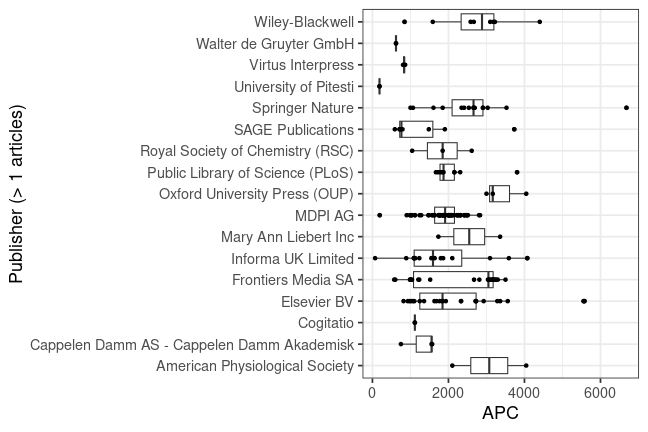 Publisher (> 1 articles)
Wiley-Blackwell
Walter de Gruyter GmbH
Virtus Interpress
University of Pitesti
Springer Nature
SAGE Publications
Royal Society of Chemistry (RSC)
Public Library of Science (PLoS)
Oxford University Press (OUP)
MDPI AG
Mary Ann Liebert Inc
Informa UK Limited
Frontiers Media SA
Elsevier BV
Cogitatio
Cappelen Damm AS - Cappelen Damm Akademisk
American Physiological Society
0 2000 4000 6000
APC